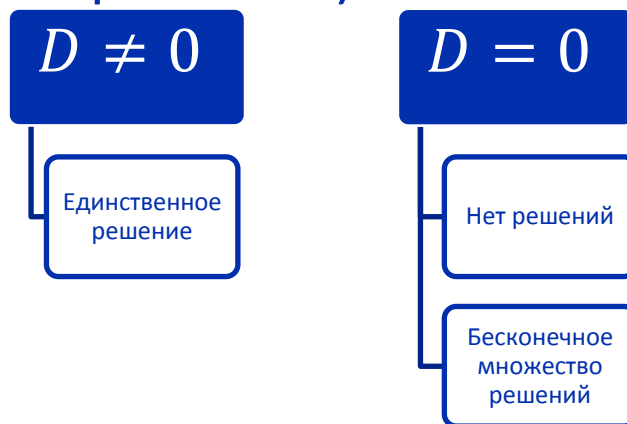 D ≠ 0
Единственное
решение
D = 0
Нет решений
Бесконечное
множество
решений